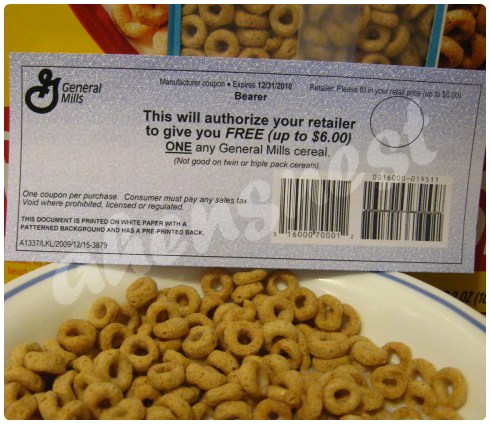 General
Mills
Manufacturer coupon • Expires 12/31/2010
Retailer: Please fill in your retail price (up to $6.00)
Bearer
This will authorize your retailer
to give you FREE (up to $6.00)
ONE any General Mills cereal.
(Not good on twin or triple pack cereals).
One coupon per purchase. Consumer must pay any sales tax
Void where prohibited, licensed or regulated.
THIS DOCUMENT IS PRINTED ON WHITE PAPER WITH A
PATTERNED BACKGROUND AND HAS A PRE-PRINTED BACK.
A1337/LKL/2009/12/15-3879
0016000-019511
5 16000 70001 2